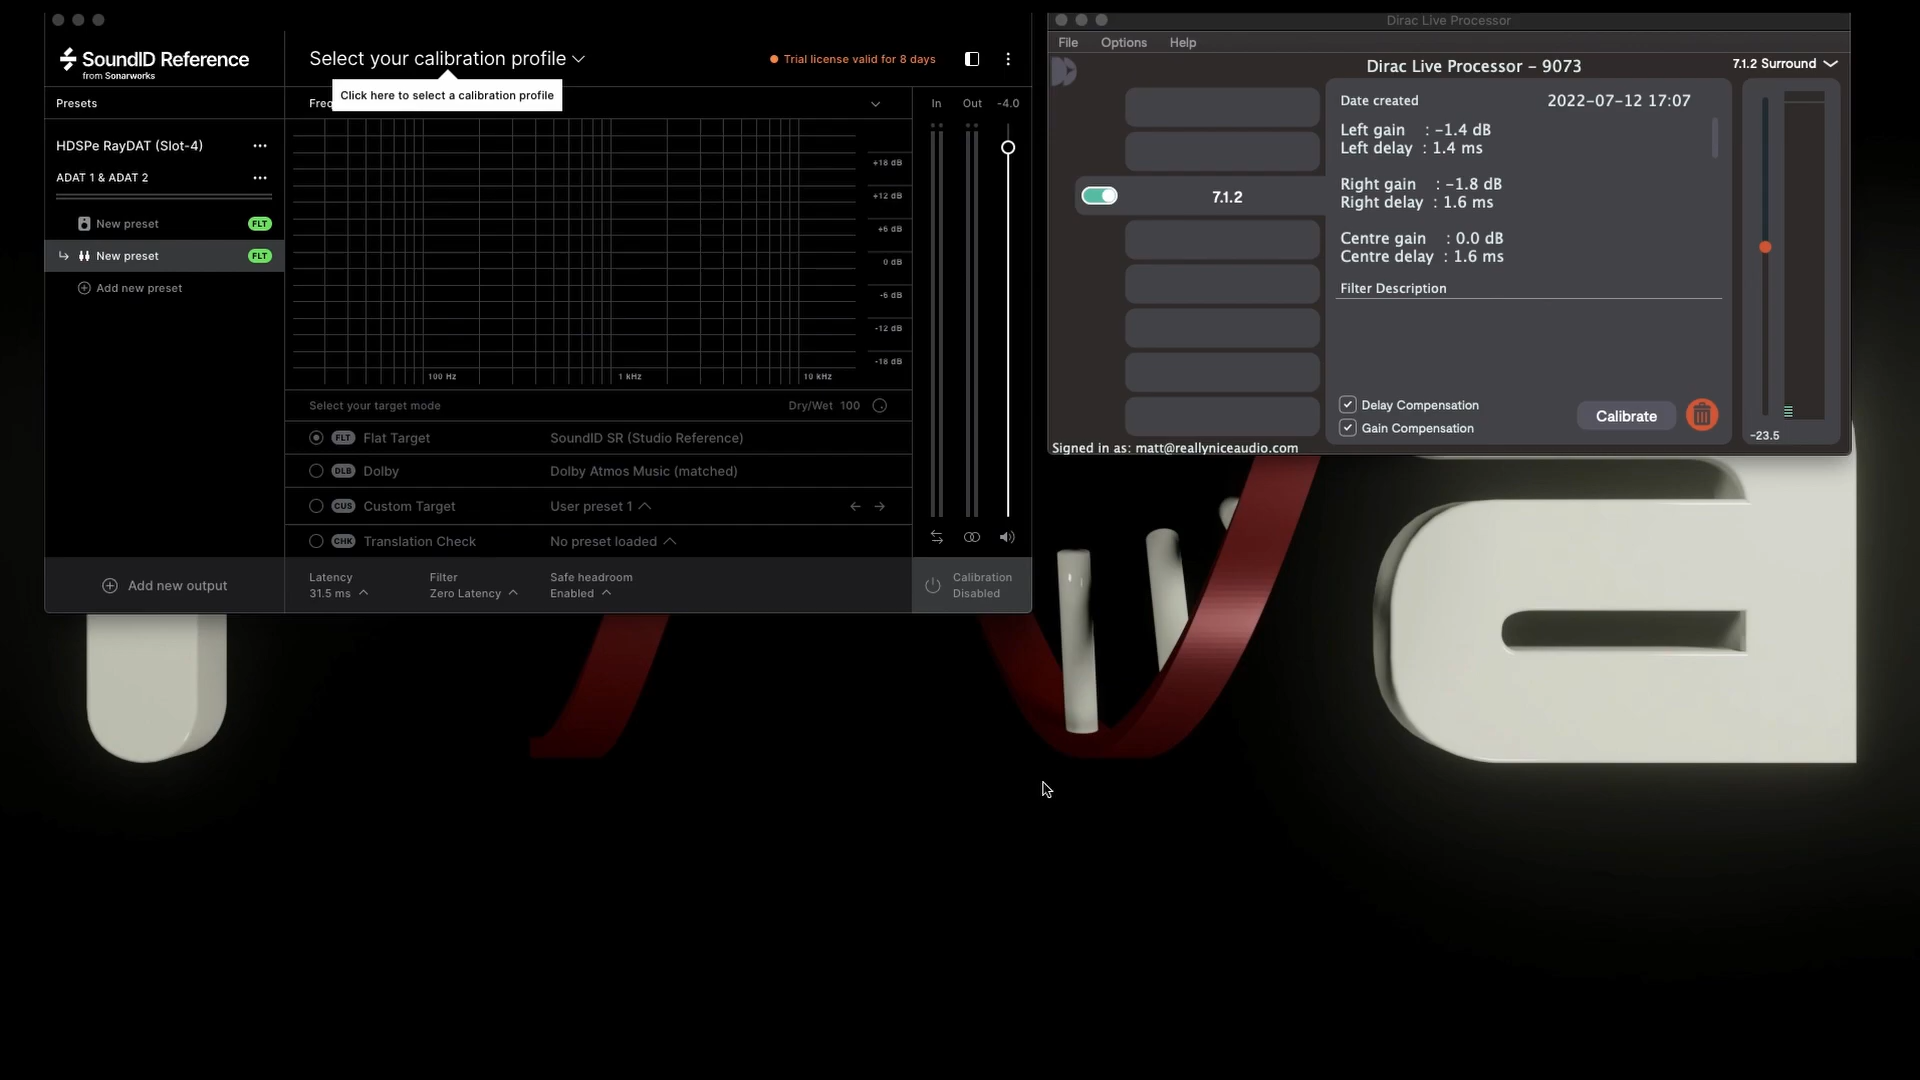 SoundID Reference
from Sonarworks
Select your calibration profile
Trial license valid for 8 days
Click here to select a calibration profile
Presets
In Out -4.0
HDSPe RayDAT (Slot-4)
ADAT 1 & ADAT 2
New preset FLT
New preset FLT
Add new preset
+18 dB
+12 dB
+6 dB
0 dB
-6 dB
-12 dB
-18 dB
100 Hz 1 kHz 10 kHz
Select your target mode Dry/Wet 100
FLT Flat Target SoundID SR (Studio Reference)
DLB Dolby Dolby Atmos Music (matched)
CUS Custom Target User preset 1
CHK Translation Check No preset loaded
Add new output
Latency
31.5 ms
Filter
Zero Latency
Safe headroom
Enabled
Calibration
Disabled
Dirac Live Processor
File Options Help
Dirac Live Processor - 9073
7.1.2 Surround
7.1.2
Date created 2022-07-12 17:07
Left gain : -1.4 dB
Left delay : 1.4 ms
Right gain : -1.8 dB
Right delay : 1.6 ms
Centre gain : 0.0 dB
Centre delay : 1.6 ms
Filter Description
Delay Compensation
Gain Compensation
Calibrate
-23.5
Signed in as: matt@reallyniceaudio.com